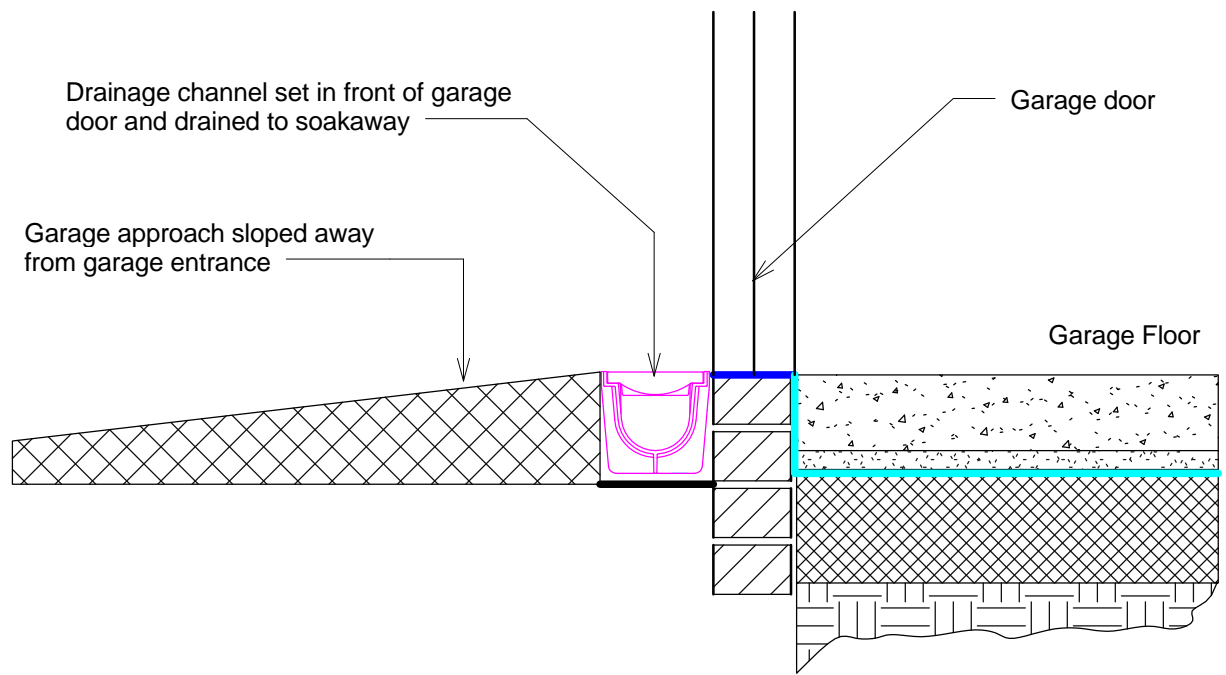 Drainage channel set in front of garage
door and drained to soakaway
Garage door
Garage approach sloped away
from garage entrance
Garage Floor